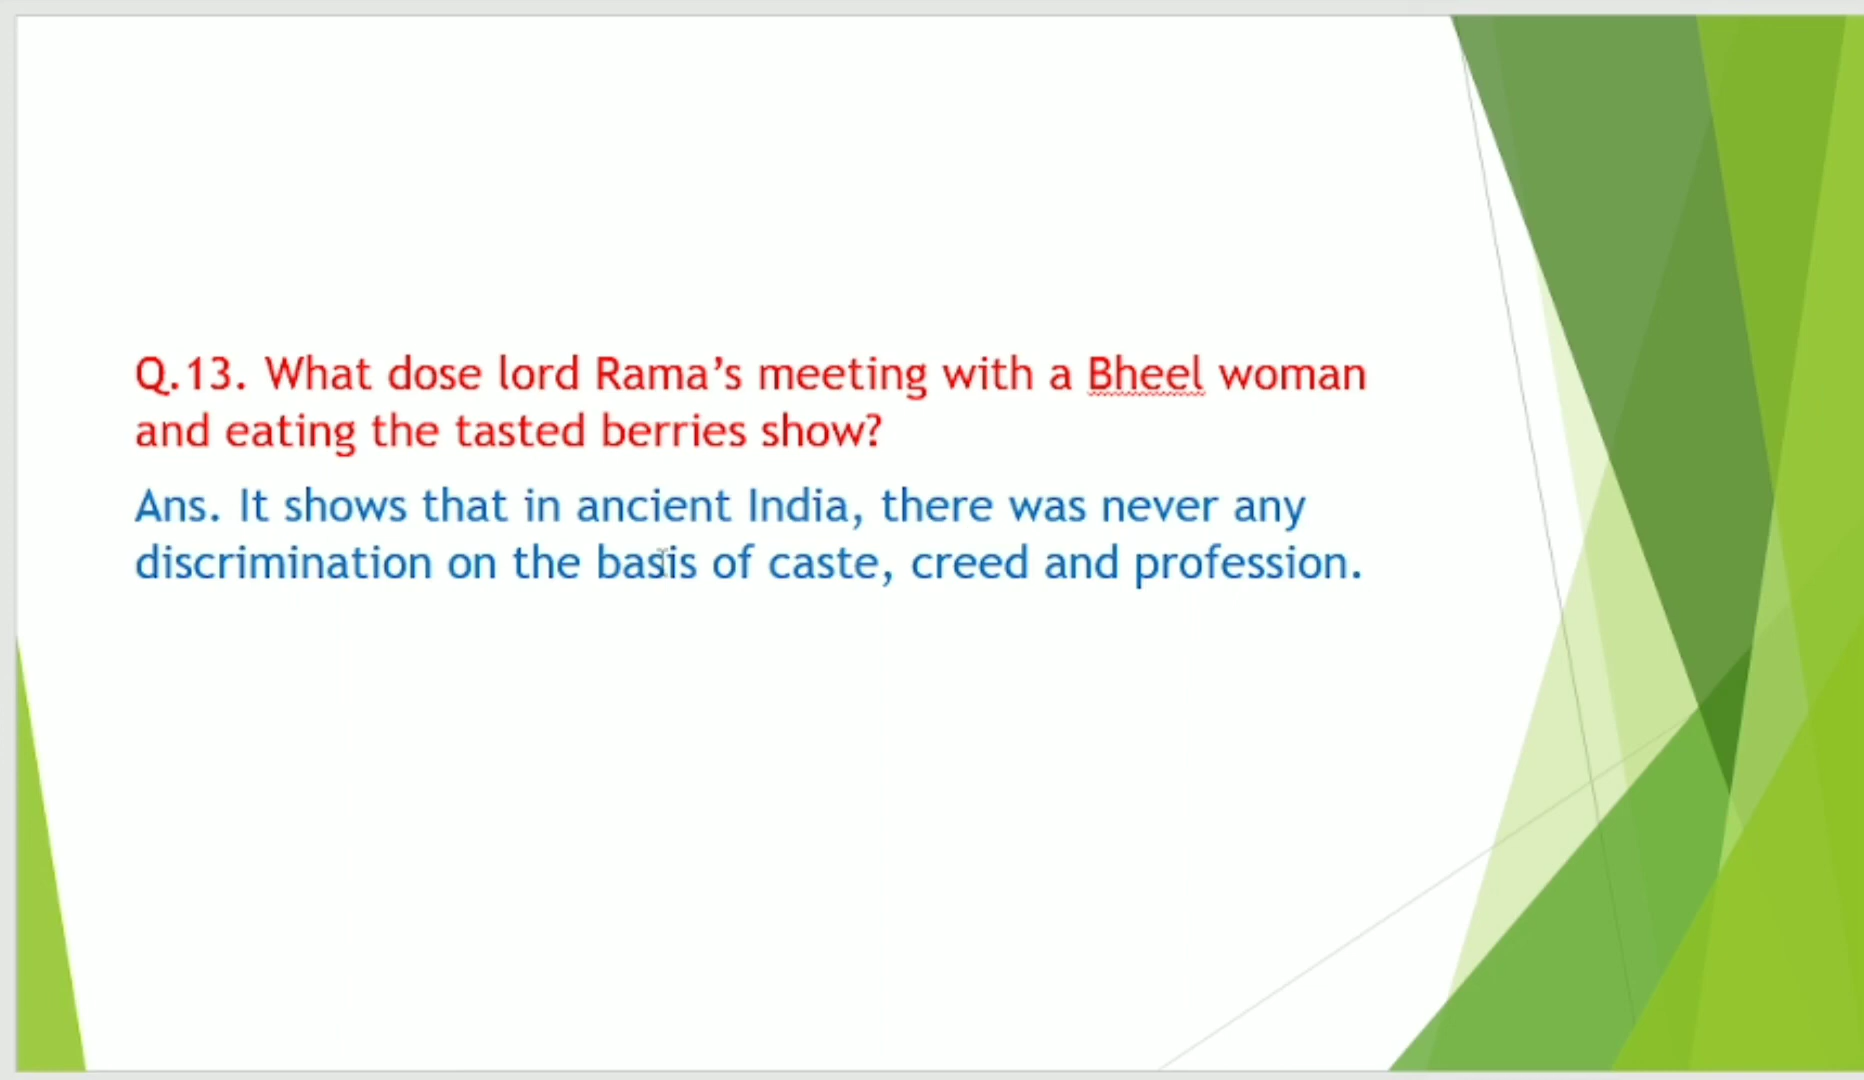 Q.13. What dose lord Rama’s meeting with a Bheel woman
and eating the tasted berries show?
Ans. It shows that in ancient India, there was never any
discrimination on the basis of caste, creed and profession.